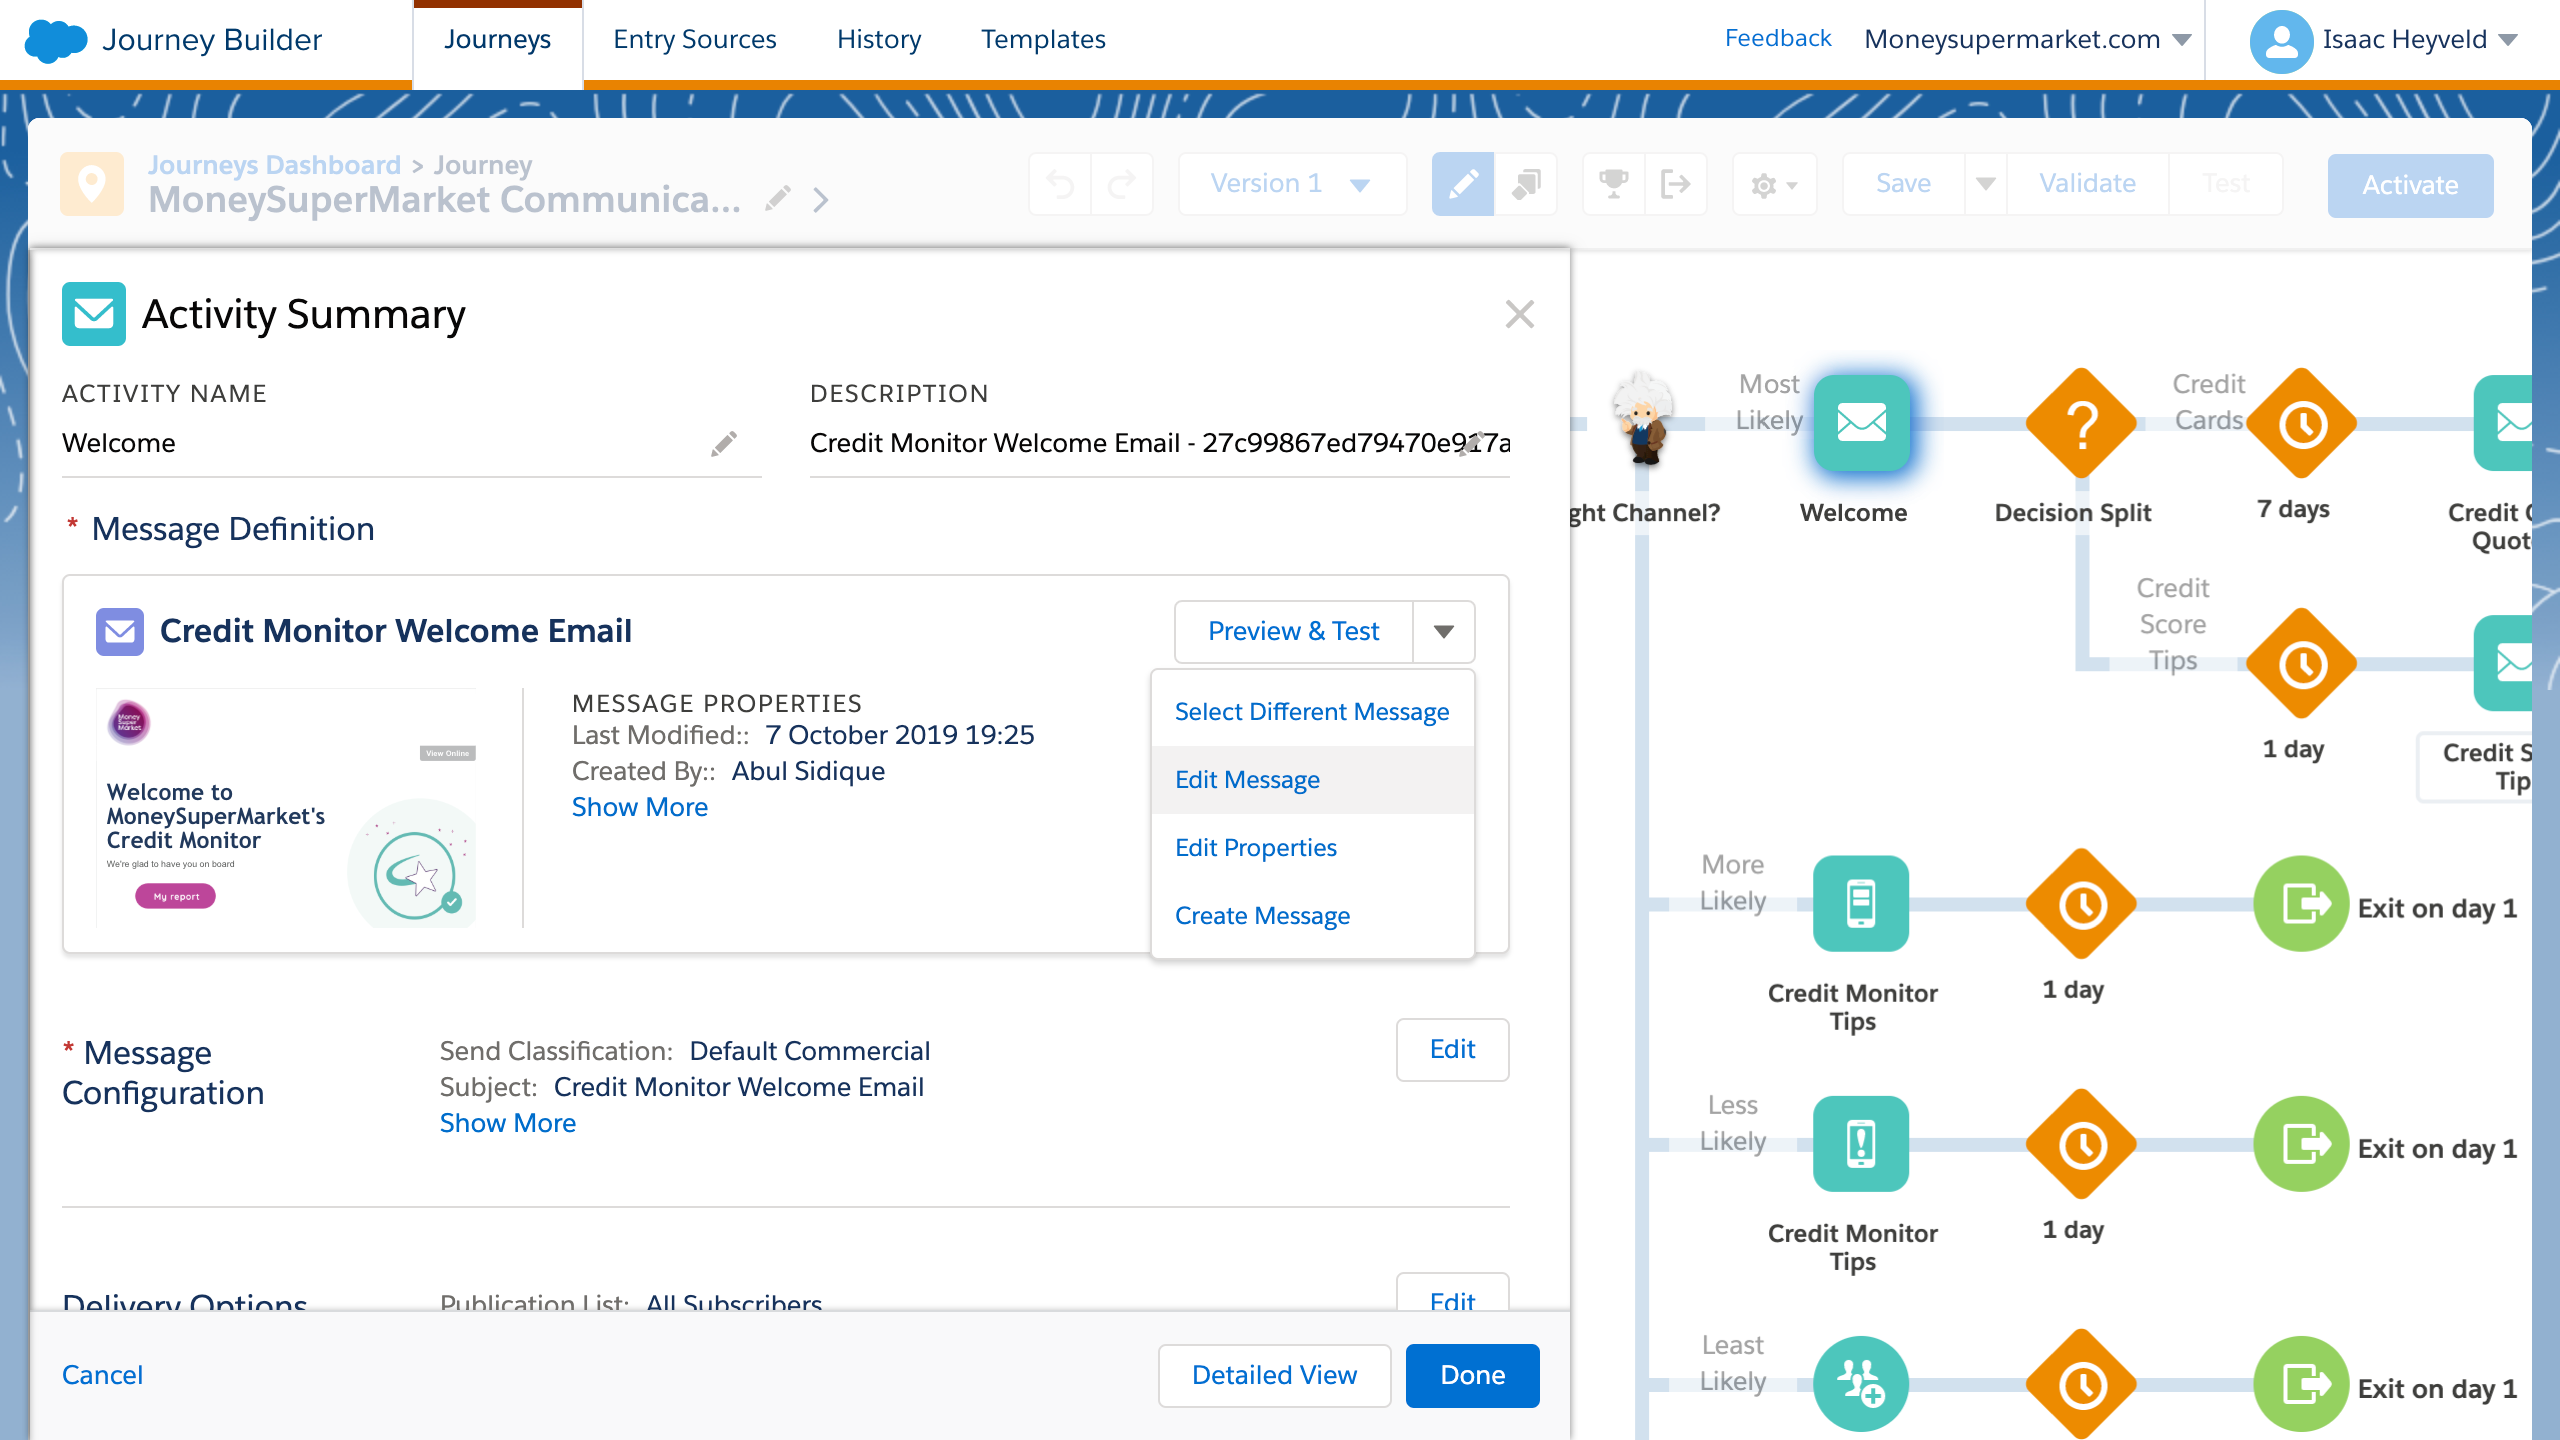 Journey Builder
Journeys
Entry Sources
History
Templates
Feedback
Moneysupermarket.com
Isaac Heyveld
Journeys Dashboard > Journey
MoneySuperMarket Communica...
Version 1
Save
Validate
Test
Activate
Activity Summary
ACTIVITY NAME
Welcome
DESCRIPTION
Credit Monitor Welcome Email - 27c99867ed79470e917a
* Message Definition
Credit Monitor Welcome Email
Preview & Test
Select Different Message
Edit Message
Edit Properties
Create Message
Money
Super
Market
View Online
Welcome to
MoneySuperMarket's
Credit Monitor
We're glad to have you on board
My report
MESSAGE PROPERTIES
Last Modified:: 7 October 2019 19:25
Created By:: Abul Sidique
Show More
* Message
Configuration
Send Classification: Default Commercial
Subject: Credit Monitor Welcome Email
Show More
Edit
Delivery Options
Publication List: All Subscribers
Edit
Cancel
Detailed View
Done
ght Channel?
Most
Likely
Welcome
Decision Split
Credit
Cards
7 days
Credit
Quot
Credit
Score
Tips
1 day
Credit S
Tip
More
Likely
Credit Monitor
Tips
1 day
Exit on day 1
Less
Likely
Credit Monitor
Tips
1 day
Exit on day 1
Least
Likely
Exit on day 1